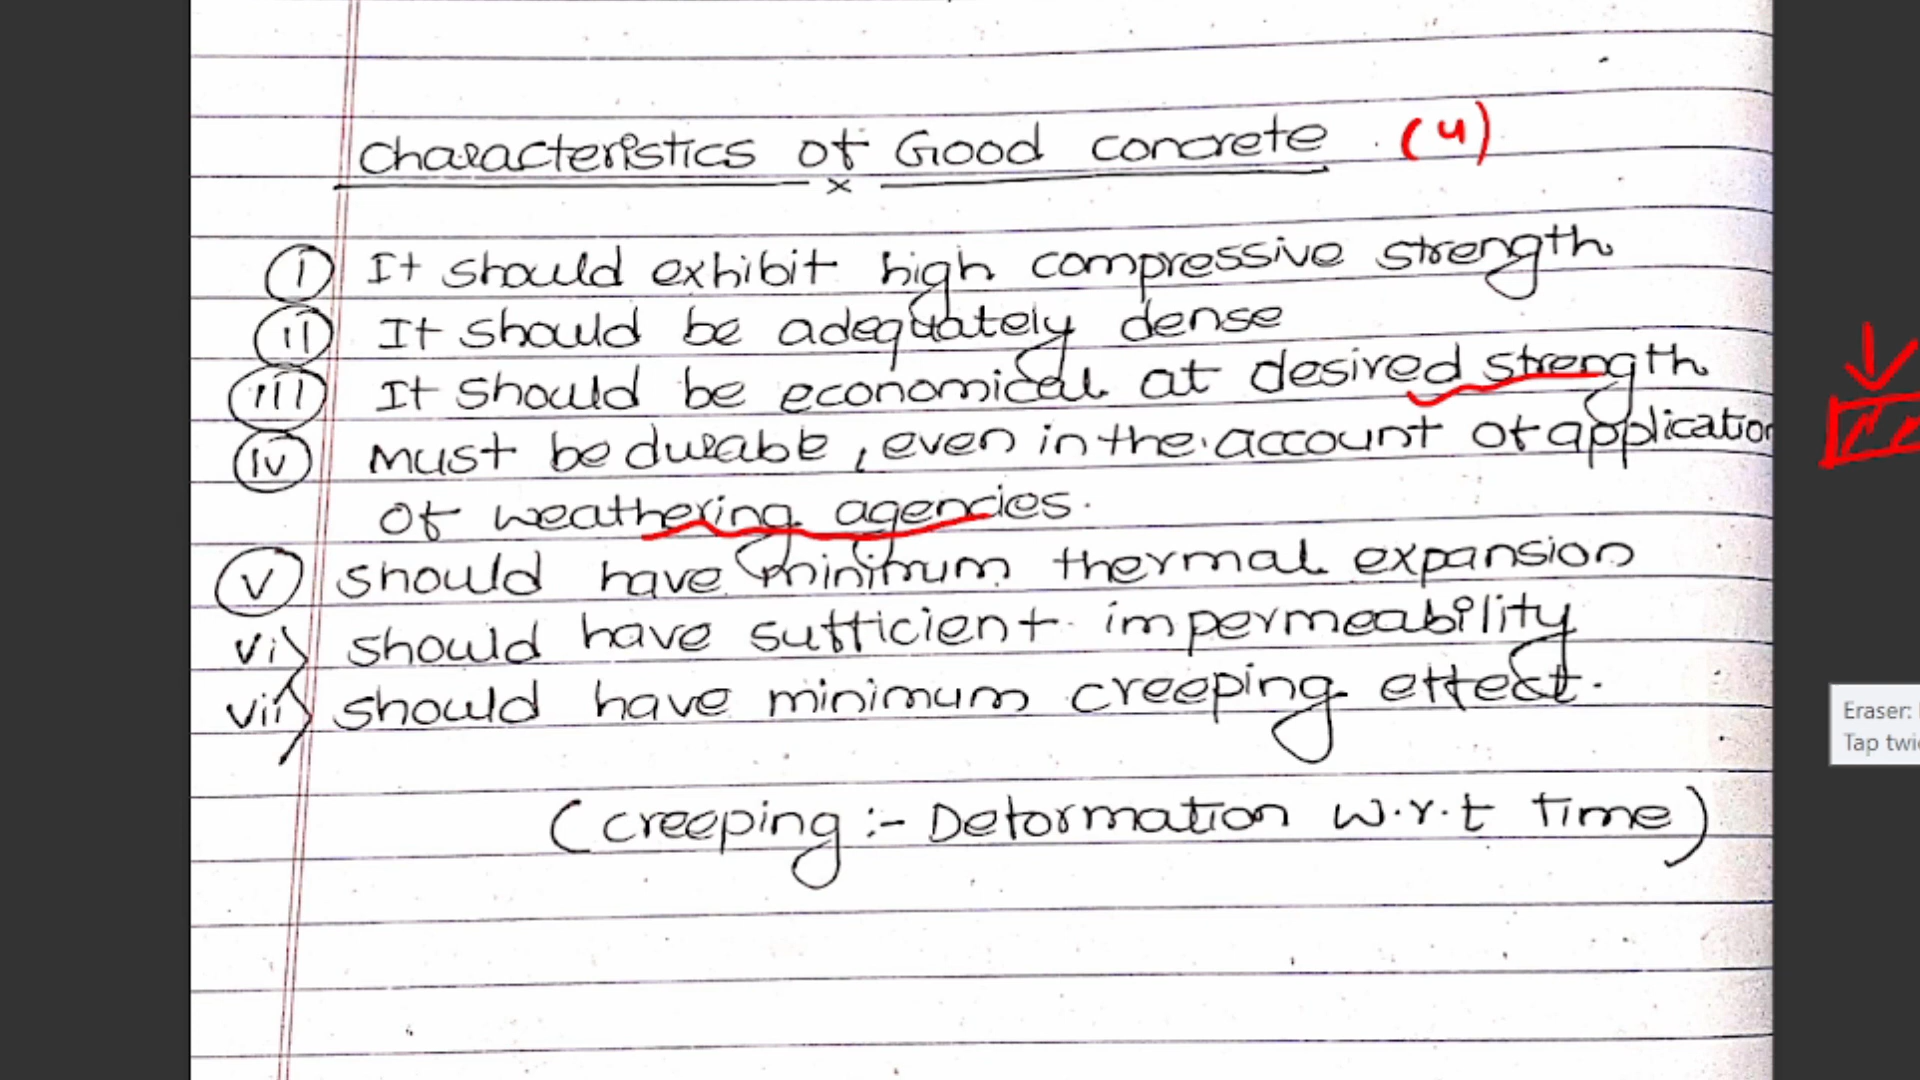 Characteristics of Good concrete (4)
x
i It should exhibit high compressive strength
ii It should be adequately dense
iii It should be economical at desired strength
iv Must be durable, even in the account of application
of weathering agencies.
v should have minimum thermal expansion
vi) should have sufficient impermeability
vii) should have minimum creeping effect.
(creeping :- Deformation w.r.t Time)
Eraser:
Tap